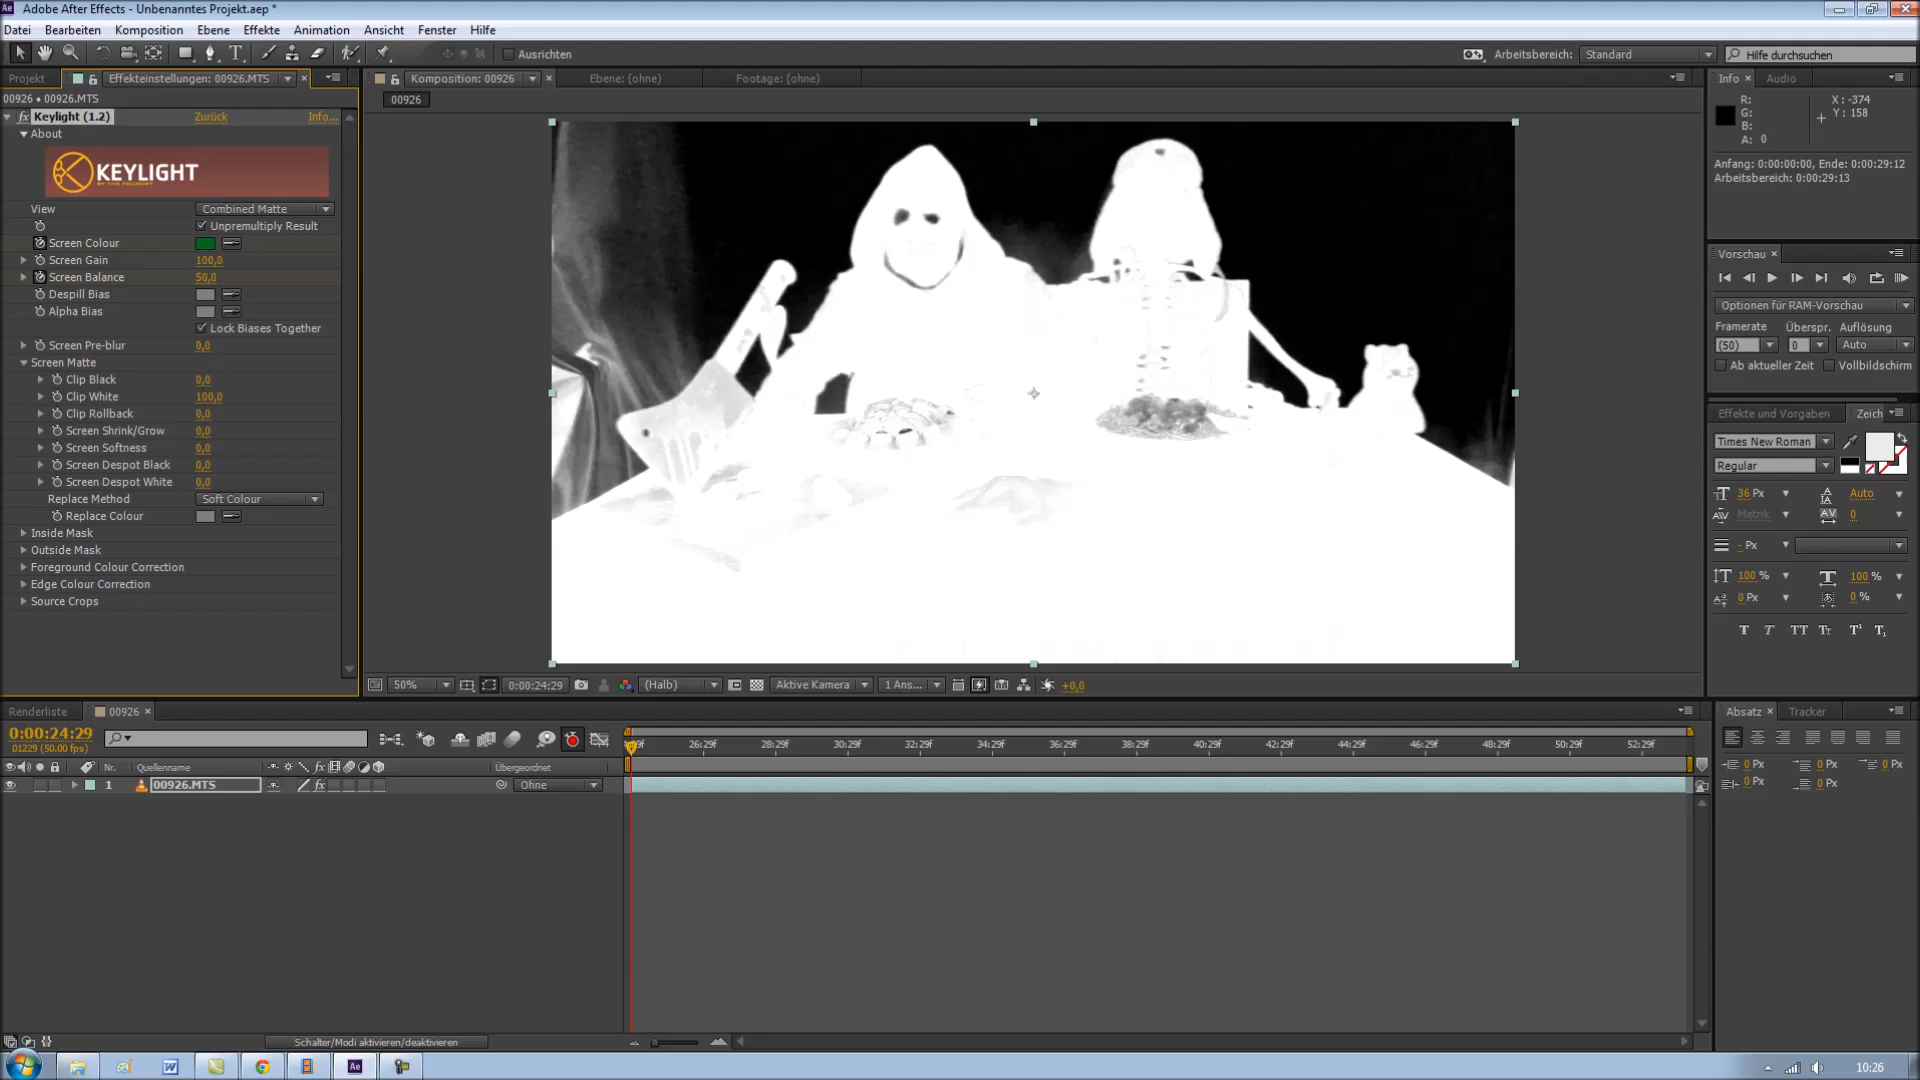 Adobe After Effects - Unbenanntes Projekt.aep *
Datei Bearbeiten Komposition Ebene Effekte Animation Ansicht Fenster Hilfe
Ausrichten
Arbeitsbereich: Standard
Hilfe durchsuchen
Projekt
Effekteinstellungen: 00926.MTS
00926 • 00926.MTS
fx Keylight (1.2) Zurück Info...
About
KEYLIGHT
BY THE FOUNDRY
View Combined Matte
Unpremultiply Result
Screen Colour
Screen Gain 100,0
Screen Balance 50,0
Despill Bias
Alpha Bias
Lock Biases Together
Screen Pre-blur 0,0
Screen Matte
Clip Black 0,0
Clip White 100,0
Clip Rollback 0,0
Screen Shrink/Grow 0,0
Screen Softness 0,0
Screen Despot Black 0,0
Screen Despot White 0,0
Replace Method Soft Colour
Replace Colour
Inside Mask
Outside Mask
Foreground Colour Correction
Edge Colour Correction
Source Crops
Komposition: 00926
Ebene: (ohne)
Footage: (ohne)
00926
50% 0:00:24:29 (Halb) Aktive Kamera 1 Ans... +0,0
Info Audio
R: X : -374
G: Y : 158
B:
A: 0
Anfang: 0:00:00:00, Ende: 0:00:29:12
Arbeitsbereich: 0:00:29:13
Vorschau
Optionen für RAM-Vorschau
Framerate Überspr. Auflösung
(50) 0 Auto
Ab aktueller Zeit Vollbildschirm
Effekte und Vorgaben Zeich
Times New Roman
Regular
36 Px Auto
Metrik 0
- Px
100 % 100 %
0 Px 0 %
T T TT Tt T¹ T₁
Renderliste 00926
0:00:24:29
01229 (50.00 fps)
26:29f 28:29f 30:29f 32:29f 34:29f 36:29f 38:29f 40:29f 42:29f 44:29f 46:29f 48:29f 50:29f 52:29f
Nr. Quellenname fx Übergeordnet
1 00926.MTS fx Ohne
Absatz Tracker
0 Px 0 Px 0 Px
0 Px 0 Px
Schalter/Modi aktivieren/deaktivieren
10:26